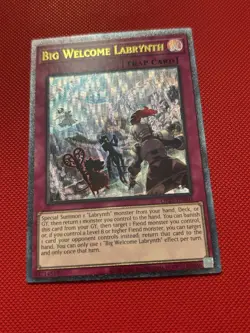 Big Welcome Labrynth
[TRAP CARD]
Special Summon 1 "Labrynth" monster from your hand, Deck, or
GY, then return 1 monster you control to the hand. You can banish
this card from your GY, then target 1 Fiend monster you control;
or, if you control a Level 8 or higher Fiend monster, you can target
1 card your opponent controls instead; return that card to the
hand. You can only use 1 "Big Welcome Labrynth" effect per turn,
and only once that turn.